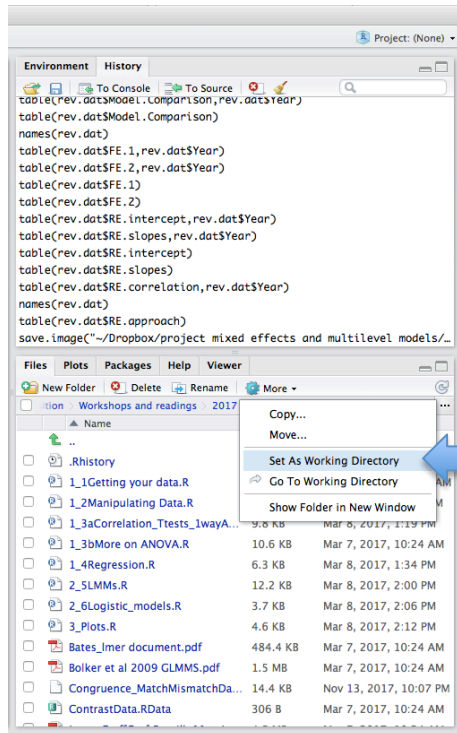 Project: (None)
Environment History
To Console To Source
table(rev.dat$Model.Comparison,rev.dat$Year)
table(rev.dat$Model.Comparison)
names(rev.dat)
table(rev.dat$FE.1,rev.dat$Year)
table(rev.dat$FE.2,rev.dat$Year)
table(rev.dat$FE.1)
table(rev.dat$FE.2)
table(rev.dat$RE.intercept,rev.dat$Year)
table(rev.dat$RE.slopes,rev.dat$Year)
table(rev.dat$RE.intercept)
table(rev.dat$RE.slopes)
table(rev.dat$RE.correlation,rev.dat$Year)
names(rev.dat)
table(rev.dat$RE.approach)
save.image("~/Dropbox/project mixed effects and multilevel models/…
Files Plots Packages Help Viewer
New Folder Delete Rename More
ition Workshops and readings 2017 ...
Name
..
Copy...
Move...
Set As Working Directory
Go To Working Directory
Show Folder in New Window
.Rhistory
1_1Getting your data.R AM
1_2Manipulating Data.R M
1_3aCorrelation_Ttests_1wayA... 9.8 KB Mar 8, 2017, 1:19 PM
1_3bMore on ANOVA.R 10.6 KB Mar 7, 2017, 10:24 AM
1_4Regression.R 6.3 KB Mar 8, 2017, 1:34 PM
2_5LMMs.R 12.2 KB Mar 8, 2017, 2:00 PM
2_6Logistic_models.R 3.7 KB Mar 8, 2017, 2:06 PM
3_Plots.R 4.6 KB Mar 8, 2017, 2:12 PM
Bates_lmer document.pdf 484.4 KB Mar 7, 2017, 10:24 AM
Bolker et al 2009 GLMMS.pdf 1.5 MB Mar 7, 2017, 10:24 AM
Congruence_MatchMismatchDa... 14.4 KB Nov 13, 2017, 10:07 PM
ContrastData.RData 306 B Mar 7, 2017, 10:24 AM